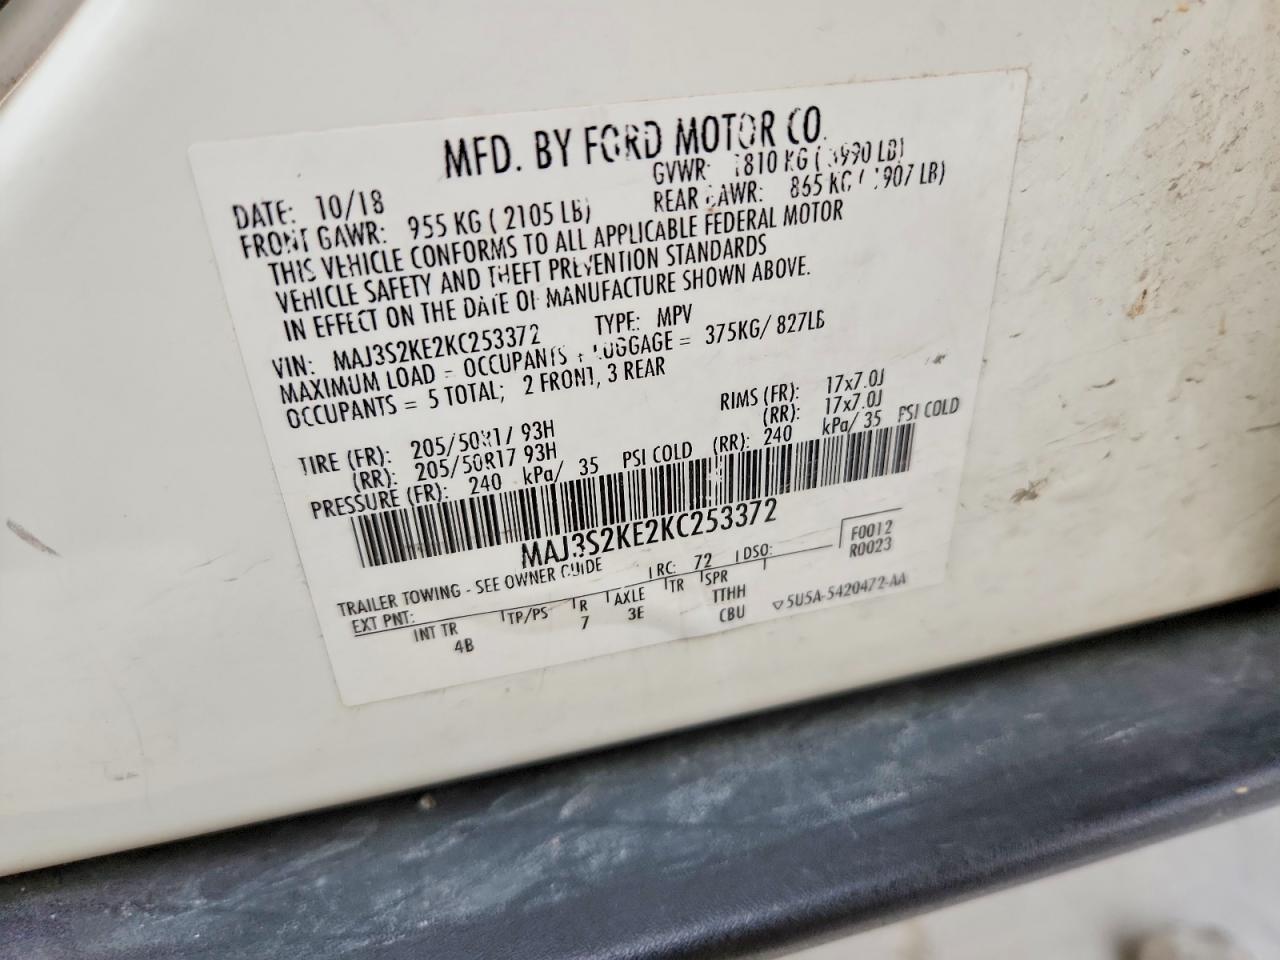 MFD. BY FORD MOTOR CO.
DATE: 10/18 GVWR: 1810 KG ( 3990 LB)
FRONT GAWR: 955 KG ( 2105 LB) REAR GAWR: 865 KG ( 1907 LB)
THIS VEHICLE CONFORMS TO ALL APPLICABLE FEDERAL MOTOR
VEHICLE SAFETY AND THEFT PREVENTION STANDARDS
IN EFFECT ON THE DATE OF MANUFACTURE SHOWN ABOVE.
VIN: MAJ3S2KE2KC253372 TYPE: MPV
MAXIMUM LOAD = OCCUPANTS + LUGGAGE = 375KG/ 827LB
OCCUPANTS = 5 TOTAL; 2 FRONT, 3 REAR
TIRE (FR): 205/50R17 93H RIMS (FR): 17x7.0J
(RR): 205/50R17 93H (RR): 17x7.0J
PRESSURE (FR): 240 kPa/ 35 PSI COLD (RR): 240 kPa/ 35 PSI COLD
MAJ3S2KE2KC253372
TRAILER TOWING - SEE OWNER GUIDE
EXT PNT: RC: 72 DSO: F0012
R0023
INT TR TP/PS R AXLE TR SPR
4B 7 3E TTHH
CBU ▽5U5A-5420472-AA